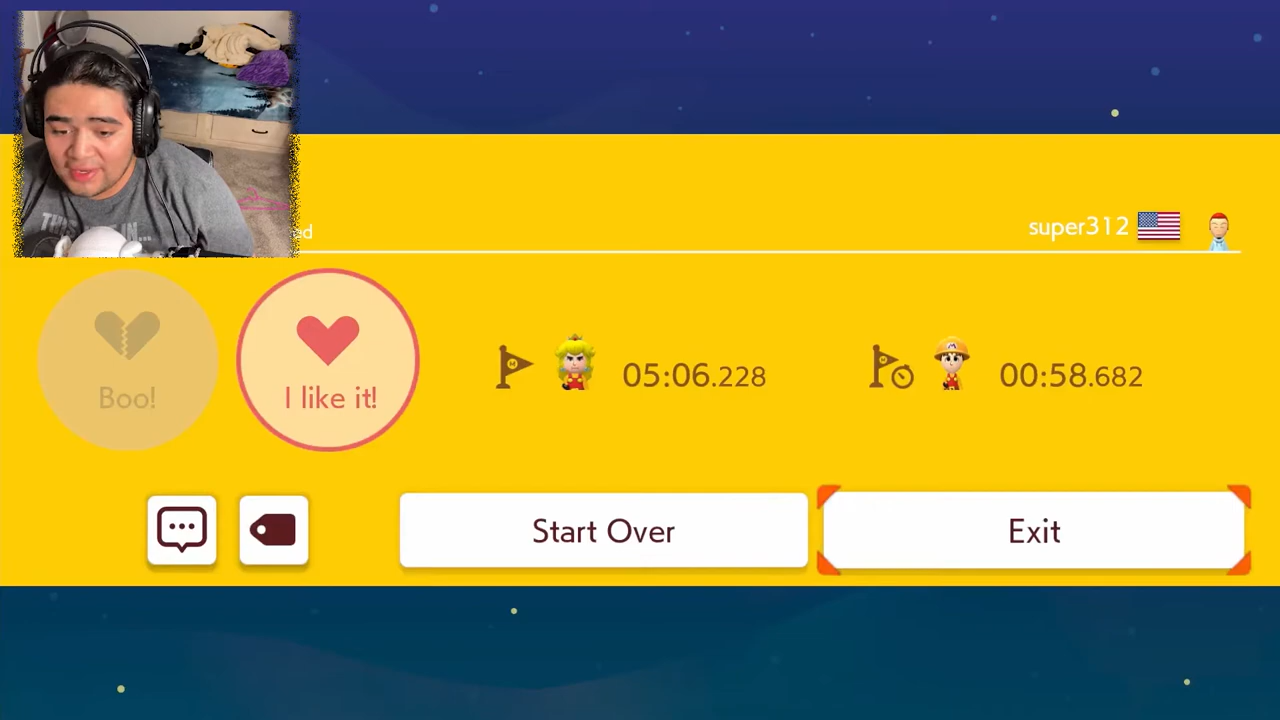 super312
Boo!
I like it!
05:06.228
00:58.682
Start Over
Exit